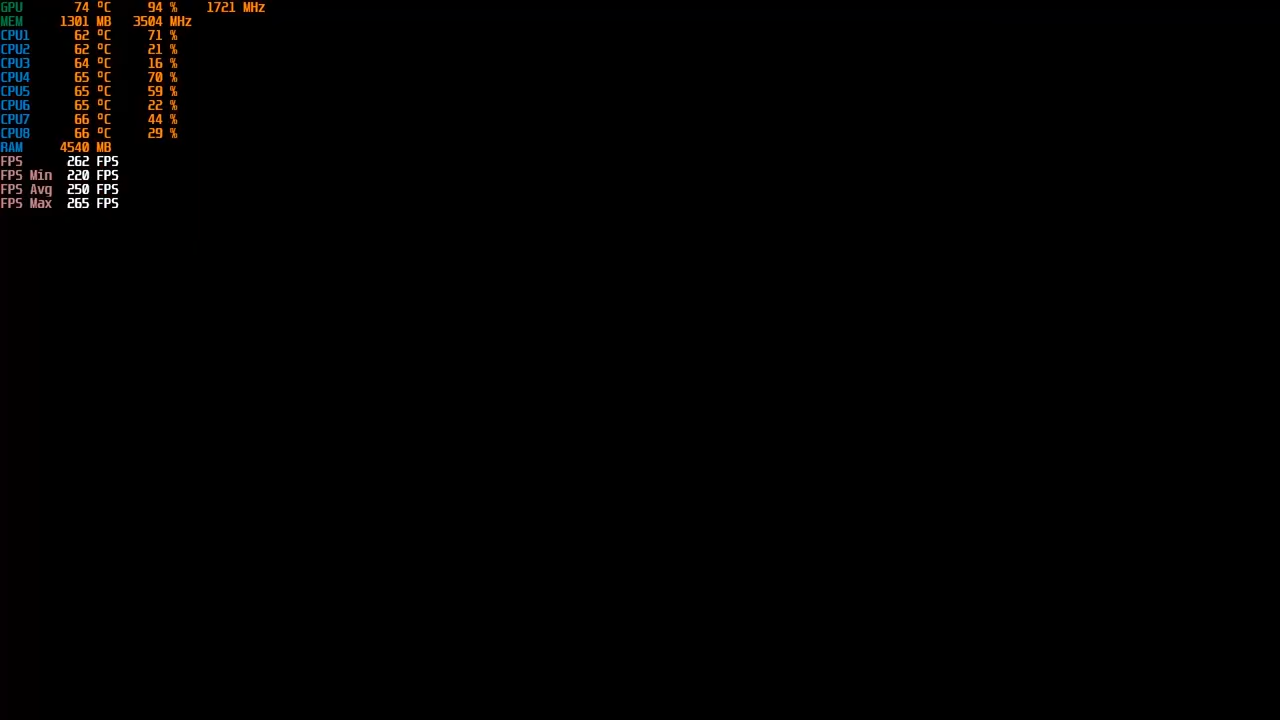 GPU 74 °C 94 % 1721 MHz
MEM 1301 MB 3504 MHz
CPU1 62 °C 71 %
CPU2 62 °C 21 %
CPU3 64 °C 16 %
CPU4 65 °C 70 %
CPU5 65 °C 59 %
CPU6 65 °C 22 %
CPU7 66 °C 44 %
CPU8 66 °C 29 %
RAM 4540 MB
FPS 262 FPS
FPS Min 220 FPS
FPS Avg 250 FPS
FPS Max 265 FPS